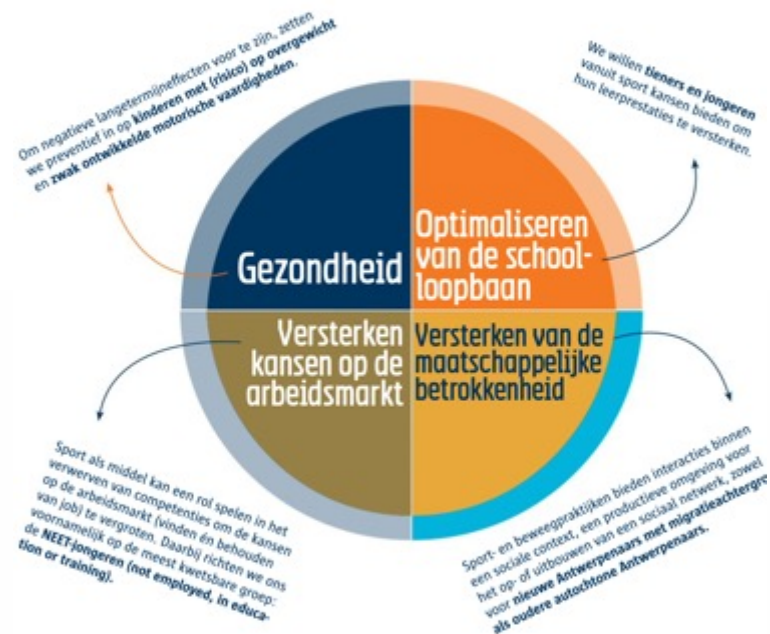 Om negatieve langetermijneffecten voor te zijn, zetten
we preventief in op kinderen met (risico) op overgewicht
en zwak ontwikkelde motorische vaardigheden.
We willen tieners en jongeren
vanuit sport kansen bieden om
hun leerprestaties te versterken.
Gezondheid
Optimaliseren
van de school-
loopbaan
Versterken
kansen op de
arbeidsmarkt
Versterken van de
maatschappelijke
betrokkenheid
Sport als middel kan een rol spelen in het
verwerven van competenties om de kansen
op de arbeidsmarkt (vinden én behouden
van job) te vergroten. Daarbij richten we ons
voornamelijk op de meest kwetsbare groep:
de NEET-jongeren (not employed, in educa-
tion or training).
Sport- en beweegpraktijken bieden interacties binnen
een sociale context, een productieve omgeving voor
het op- of uitbouwen van een sociaal netwerk, zowel
voor nieuwe Antwerpenaars met migratieachtergro
als oudere autochtone Antwerpenaars.